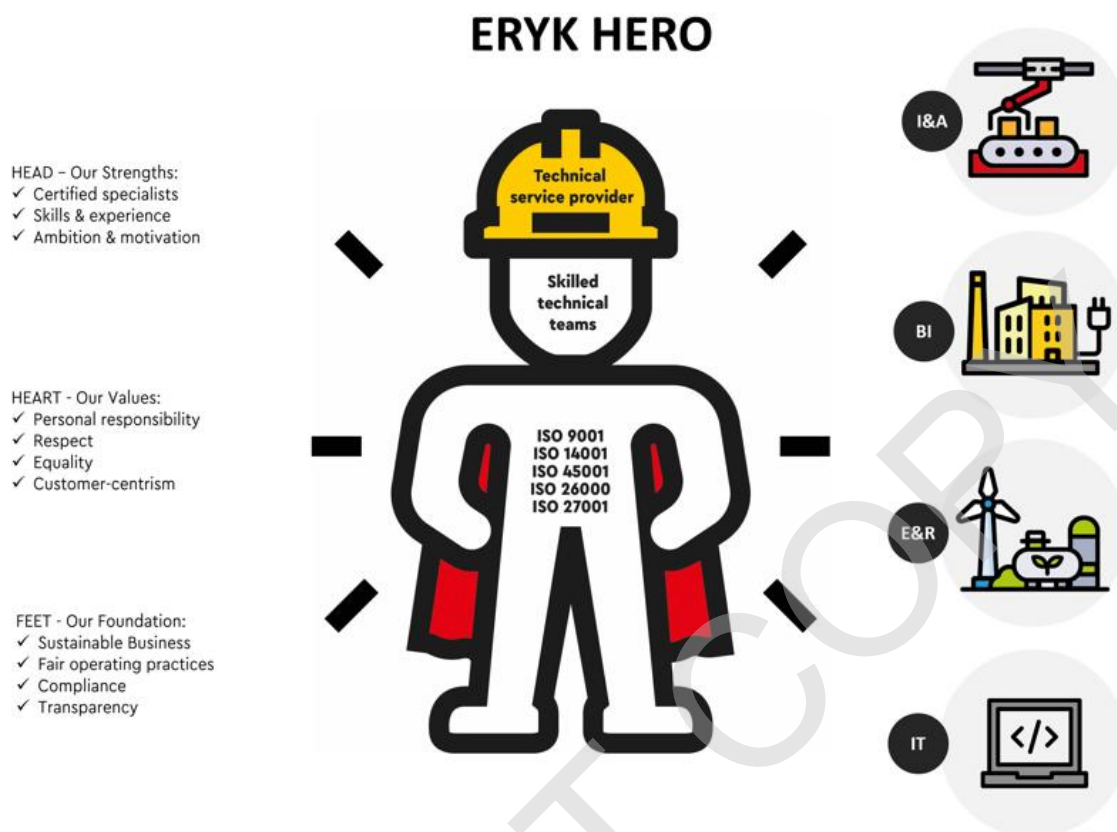 ERYK HERO
HEAD – Our Strengths:
✓ Certified specialists
✓ Skills & experience
✓ Ambition & motivation
HEART - Our Values:
✓ Personal responsibility
✓ Respect
✓ Equality
✓ Customer-centrism
FEET - Our Foundation:
✓ Sustainable Business
✓ Fair operating practices
✓ Compliance
✓ Transparency
Technical
service provider
Skilled
technical
teams
ISO 9001
ISO 14001
ISO 45001
ISO 26000
ISO 27001
I&A
BI
E&R
IT
</>
T COPY